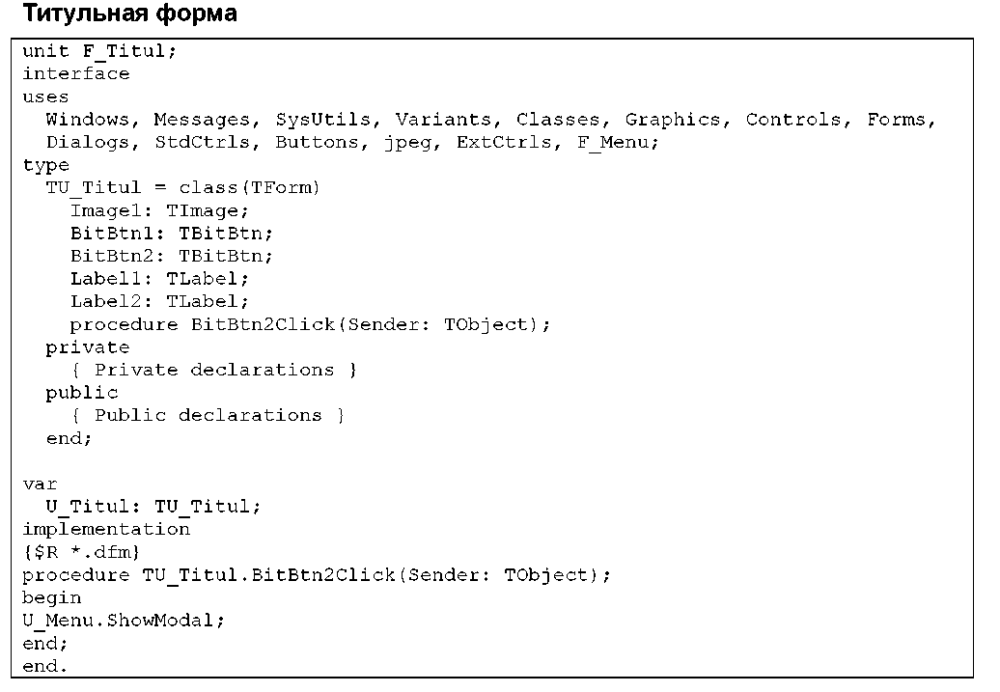 Титульная форма
unit F_Titul;
interface
uses
  Windows, Messages, SysUtils, Variants, Classes, Graphics, Controls, Forms,
  Dialogs, StdCtrls, Buttons, jpeg, ExtCtrls, F_Menu;
type
  TU_Titul = class(TForm)
    Image1: TImage;
    BitBtn1: TBitBtn;
    BitBtn2: TBitBtn;
    Label1: TLabel;
    Label2: TLabel;
    procedure BitBtn2Click(Sender: TObject);
  private
    { Private declarations }
  public
    { Public declarations }
  end;

var
  U_Titul: TU_Titul;
implementation
{$R *.dfm}
procedure TU_Titul.BitBtn2Click(Sender: TObject);
begin
U_Menu.ShowModal;
end;
end.